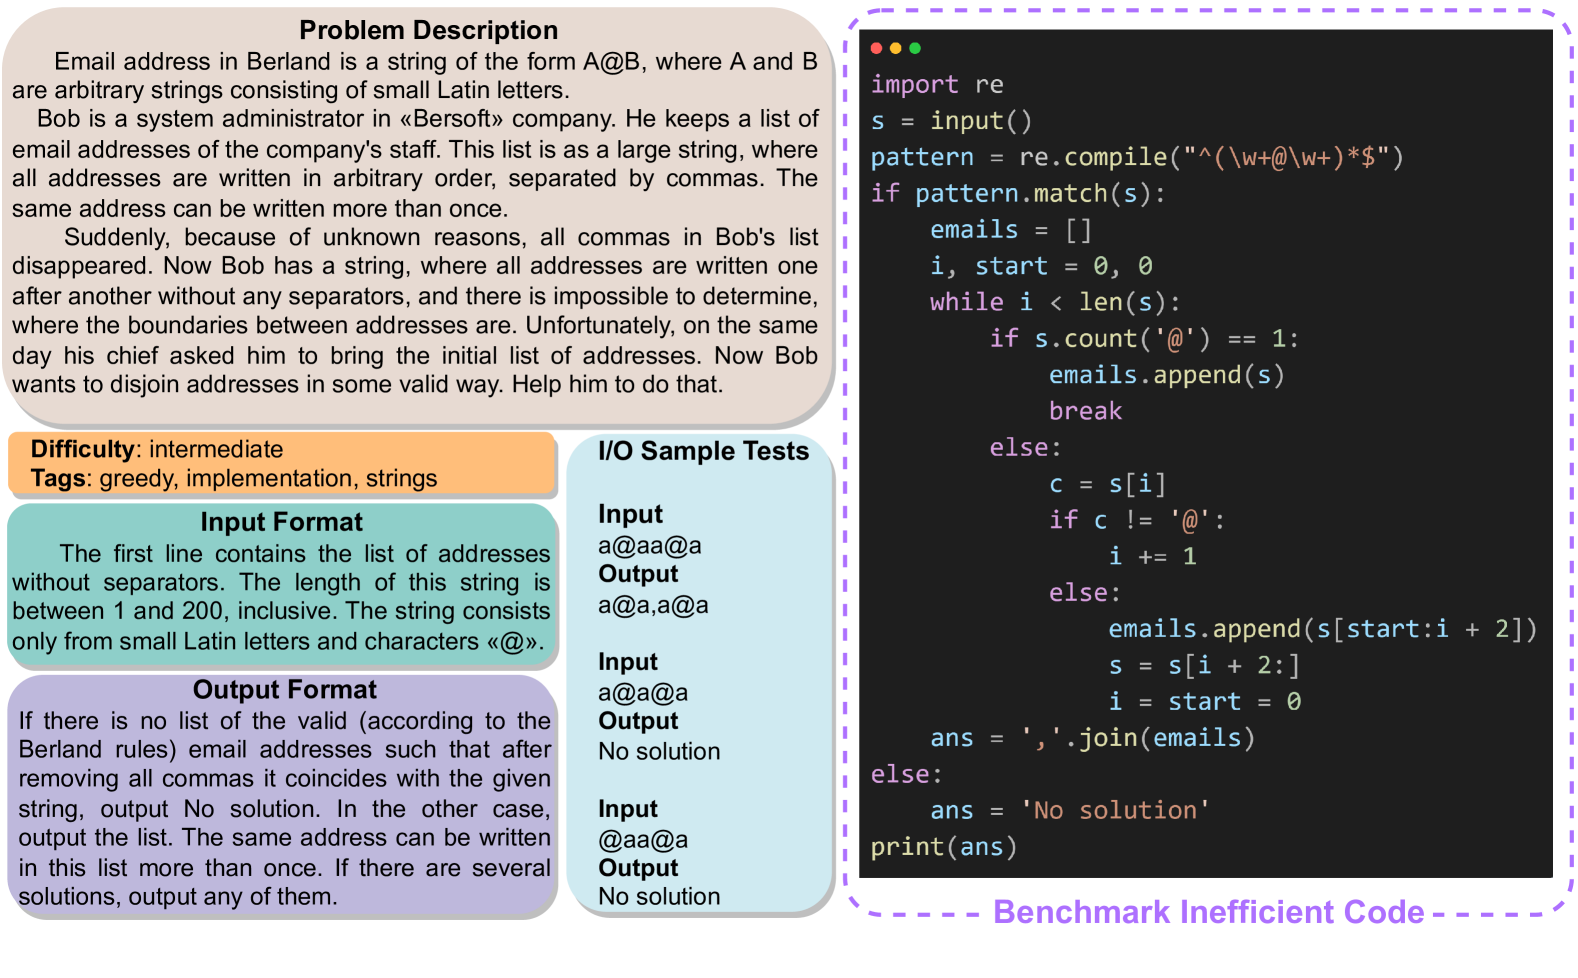 Problem Description
Email address in Berland is a string of the form A@B, where A and B
are arbitrary strings consisting of small Latin letters.
Bob is a system administrator in «Bersoft» company. He keeps a list of
email addresses of the company's staff. This list is as a large string, where
all addresses are written in arbitrary order, separated by commas. The
same address can be written more than once.
Suddenly, because of unknown reasons, all commas in Bob's list
disappeared. Now Bob has a string, where all addresses are written one
after another without any separators, and there is impossible to determine,
where the boundaries between addresses are. Unfortunately, on the same
day his chief asked him to bring the initial list of addresses. Now Bob
wants to disjoin addresses in some valid way. Help him to do that.
Difficulty: intermediate
Tags: greedy, implementation, strings
Input Format
The first line contains the list of addresses
without separators. The length of this string is
between 1 and 200, inclusive. The string consists
only from small Latin letters and characters «@».
Output Format
If there is no list of the valid (according to the
Berland rules) email addresses such that after
removing all commas it coincides with the given
string, output No solution. In the other case,
output the list. The same address can be written
in this list more than once. If there are several
solutions, output any of them.
I/O Sample Tests
Input
a@aa@a
Output
a@a,a@a
Input
a@a@a
Output
No solution
Input
@aa@a
Output
No solution
import re
s = input()
pattern = re.compile("^(\w+@\w+)*$")
if pattern.match(s):
    emails = []
    i, start = 0, 0
    while i < len(s):
        if s.count('@') == 1:
            emails.append(s)
            break
        else:
            c = s[i]
            if c != '@':
                i += 1
            else:
                emails.append(s[start:i + 2])
                s = s[i + 2:]
                i = start = 0
    ans = ','.join(emails)
else:
    ans = 'No solution'
print(ans)
Benchmark Inefficient Code